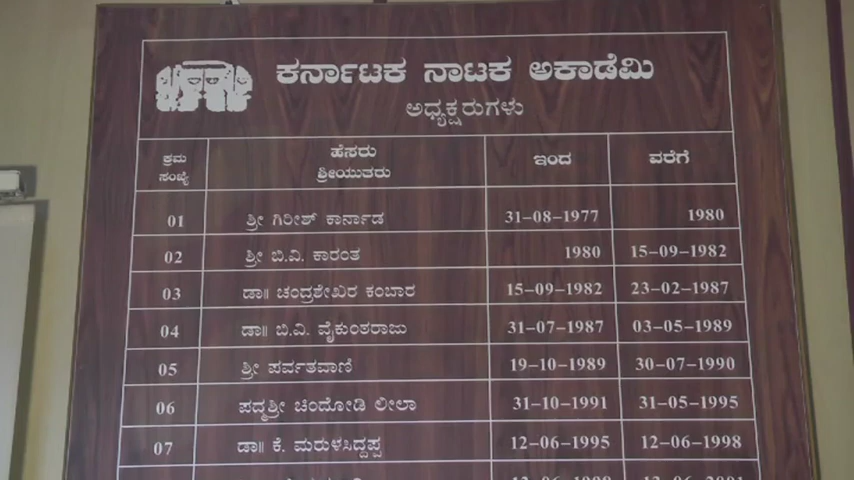 ಕರ್ನಾಟಕ ನಾಟಕ ಅಕಾಡೆಮಿ
ಅಧ್ಯಕ್ಷರುಗಳು
ಕ್ರಮ ಸಂಖ್ಯೆ ಹೆಸರು ಶ್ರೀಯುತರು ಇಂದ ವರೆಗೆ
01 ಶ್ರೀ ಗಿರೀಶ್ ಕಾರ್ನಾಡ 31-08-1977 1980
02 ಶ್ರೀ ಬಿ.ವಿ. ಕಾರಂತ 1980 15-09-1982
03 ಡಾ॥ ಚಂದ್ರಶೇಖರ ಕಂಬಾರ 15-09-1982 23-02-1987
04 ಡಾ॥ ಬಿ.ವಿ. ವೈಕುಂಠರಾಜು 31-07-1987 03-05-1989
05 ಶ್ರೀ ಪರ್ವತವಾಣಿ 19-10-1989 30-07-1990
06 ಪದ್ಮಶ್ರೀ ಚಿಂದೋಡಿ ಲೀಲಾ 31-10-1991 31-05-1995
07 ಡಾ॥ ಕೆ. ಮರುಳಸಿದ್ದಪ್ಪ 12-06-1995 12-06-1998